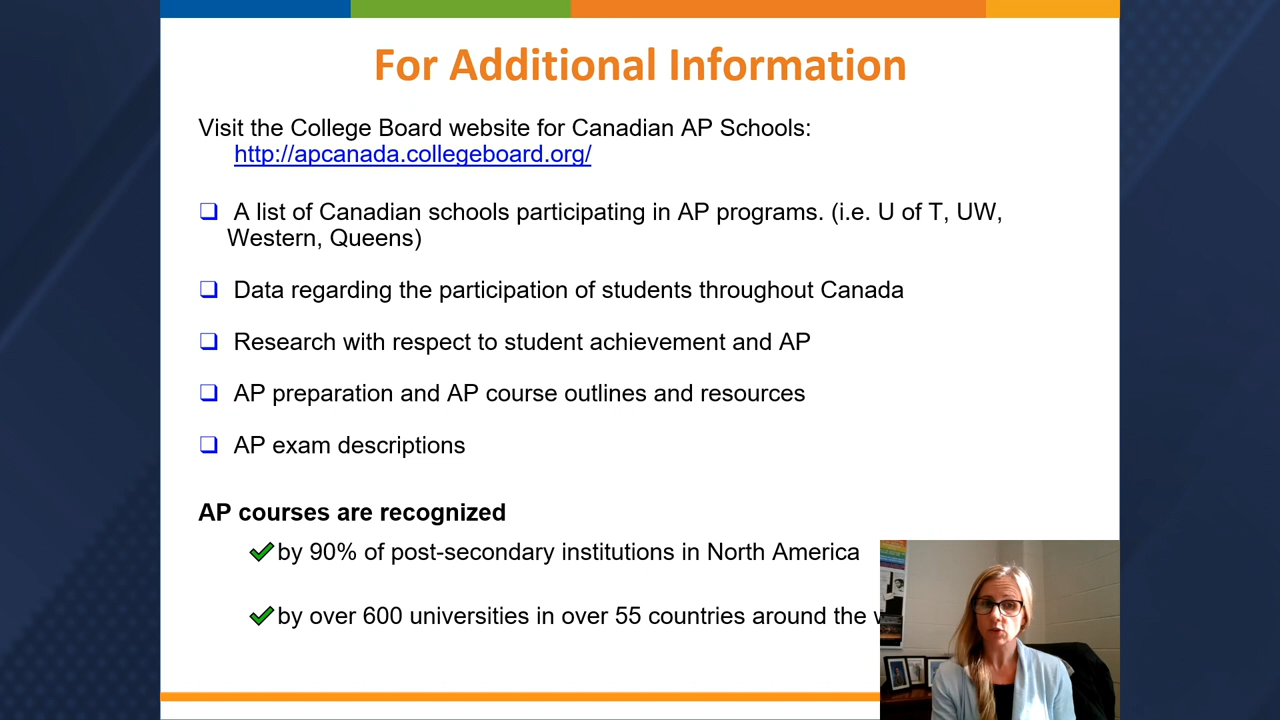 For Additional Information
Visit the College Board website for Canadian AP Schools:
http://apcanada.collegeboard.org/
A list of Canadian schools participating in AP programs. (i.e. U of T, UW,
Western, Queens)
Data regarding the participation of students throughout Canada
Research with respect to student achievement and AP
AP preparation and AP course outlines and resources
AP exam descriptions
AP courses are recognized
by 90% of post-secondary institutions in North America
by over 600 universities in over 55 countries around the